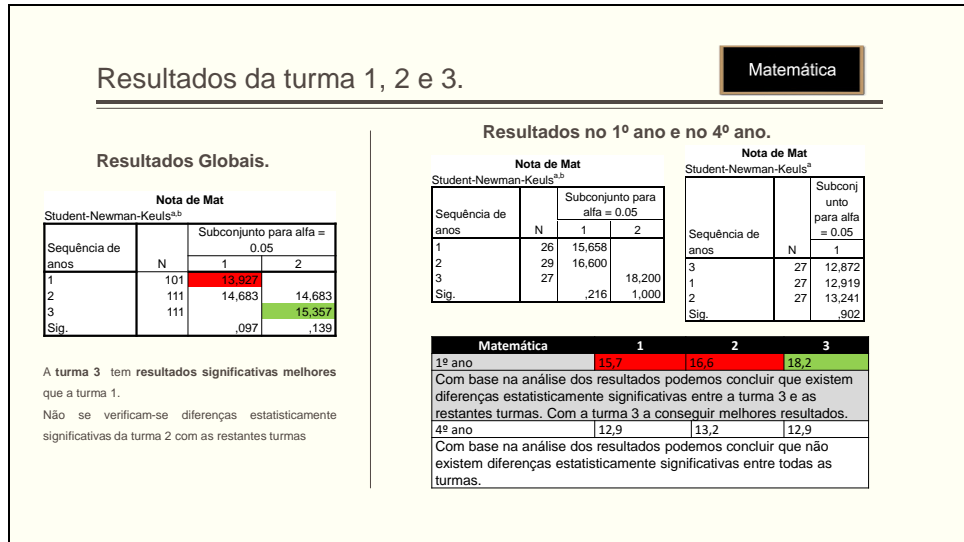 Resultados da turma 1, 2 e 3.
Matemática
Resultados Globais.
Nota de Mat
Student-Newman-Keulsa,b
Sequência de anos N Subconjunto para alfa = 0.05
1 2
1 101 13,927
2 111 14,683 14,683
3 111 15,357
Sig. ,097 ,139
A turma 3 tem resultados significativas melhores
que a turma 1.
Não se verificam-se diferenças estatisticamente
significativas da turma 2 com as restantes turmas
Resultados no 1º ano e no 4º ano.
Nota de Mat
Student-Newman-Keulsa,b
Sequência de anos N Subconjunto para alfa = 0.05
1 2
1 26 15,658
2 29 16,600
3 27 18,200
Sig. ,216 1,000
Nota de Mat
Student-Newman-Keulsa
Sequência de anos N Subconj unto para alfa = 0.05
1
3 27 12,872
1 27 12,919
2 27 13,241
Sig. ,902
Matemática 1 2 3
1º ano 15,7 16,6 18,2
Com base na análise dos resultados podemos concluir que existem
diferenças estatisticamente significativas entre a turma 3 e as
restantes turmas. Com a turma 3 a conseguir melhores resultados.
4º ano 12,9 13,2 12,9
Com base na análise dos resultados podemos concluir que não
existem diferenças estatisticamente significativas entre todas as
turmas.